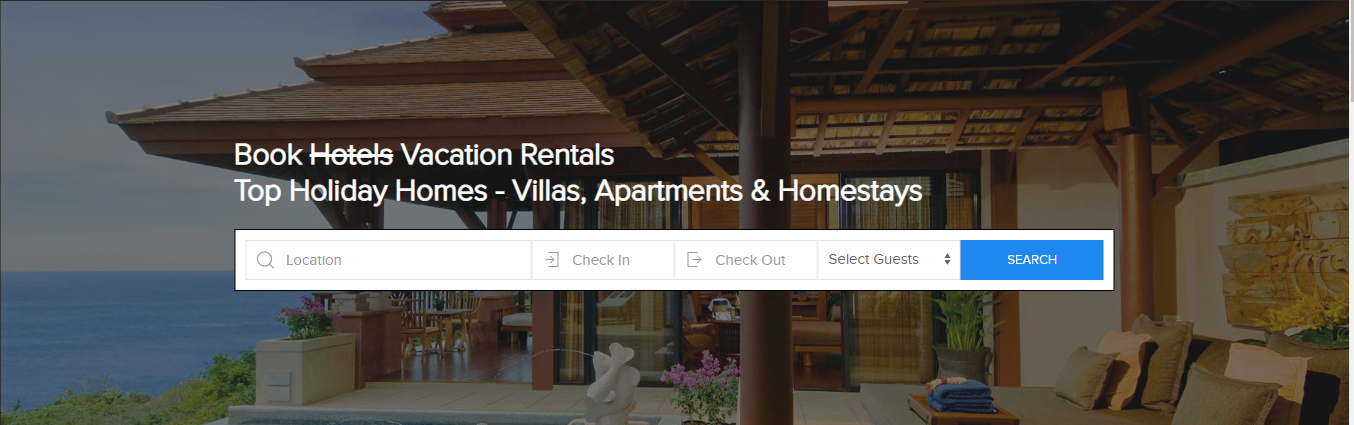 Book Hotels Vacation Rentals
Top Holiday Homes - Villas, Apartments & Homestays
Location Check In Check Out Select Guests SEARCH